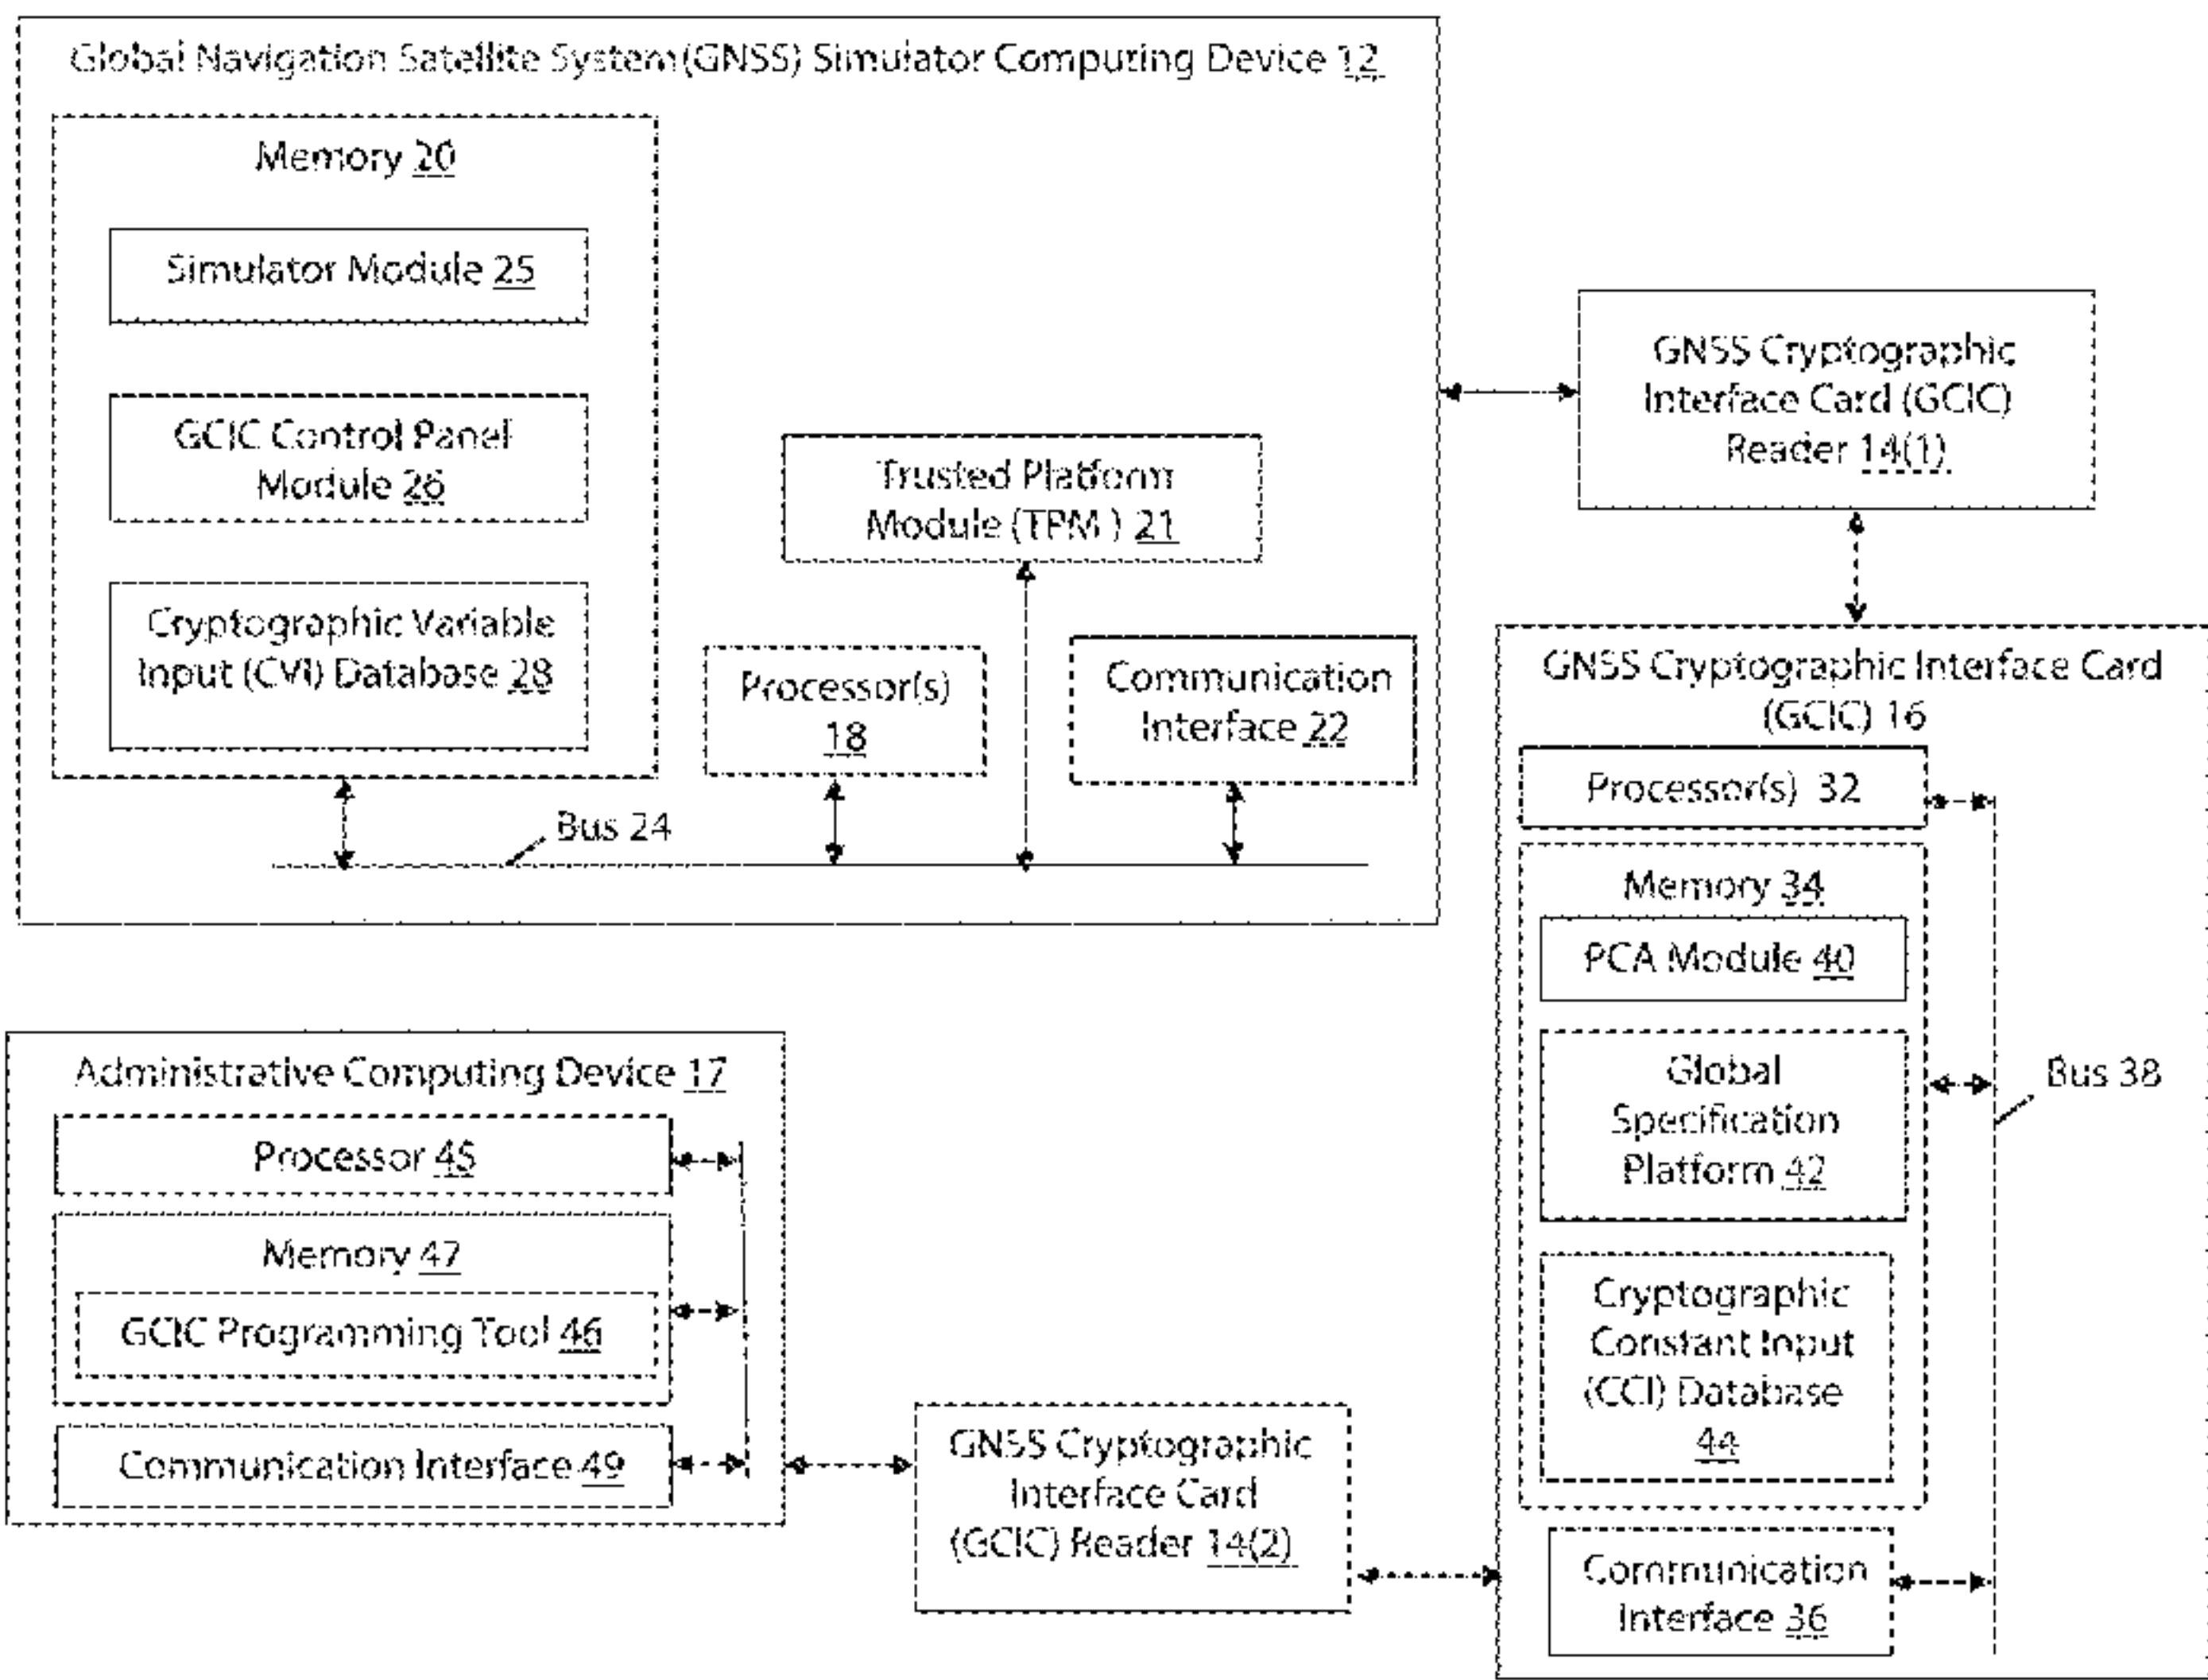 Global Navigation Satellite System (GNSS) Simulator Computing Device 12
Memory 20
Simulator Module 25
GCIC Control Panel
Module 26
Cryptographic Variable
Input (CVI) Database 28
Trusted Platform
Module (TPM ) 21
Processor(s)
18
Communication
Interface 22
Bus 24
GNSS Cryptographic
Interface Card (GCIC)
Reader 14(1)
GNSS Cryptographic Interface Card
(GCIC) 16
Processor(s) 32
Memory 34
PCA Module 40
Global
Specification
Platform 42
Cryptographic
Constant Input
(CCI) Database
44
Communication
Interface 36
Bus 38
Administrative Computing Device 17
Processor 45
Memory 47
GCIC Programming Tool 46
Communication Interface 49
GNSS Cryptographic
Interface Card
(GCIC) Reader 14(2)